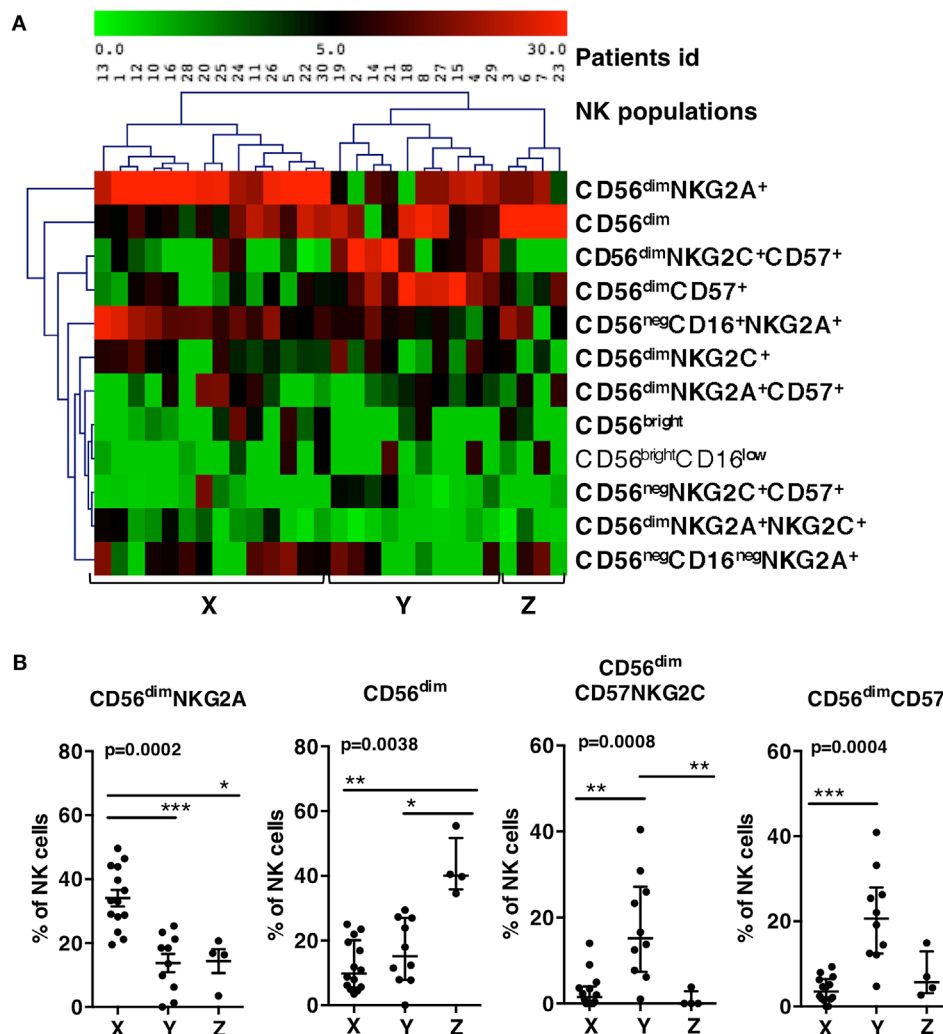 A
0.0 5.0 30.0
Patients id
13 1 12 10 16 28 20 25 24 11 26 5 22 30 19 2 14 21 18 8 27 15 4 29 3 6 7 23
NK populations
CD56dimNKG2A+
CD56dim
CD56dimNKG2C+CD57+
CD56dimCD57+
CD56negCD16+NKG2A+
CD56dimNKG2C+
CD56dimNKG2A+CD57+
CD56bright
CD56brightCD16low
CD56negNKG2C+CD57+
CD56dimNKG2A+NKG2C+
CD56negCD16negNKG2A+
X Y Z
B
CD56dimNKG2A
p=0.0002
*
***
% of NK cells
80
60
40
20
0
X Y Z
CD56dim
p=0.0038
**
*
% of NK cells
80
60
40
20
0
X Y Z
CD56dim
CD57NKG2C
p=0.0008
**
**
% of NK cells
60
40
20
0
X Y Z
CD56dimCD57
p=0.0004
***
% of NK cells
60
40
20
0
X Y Z